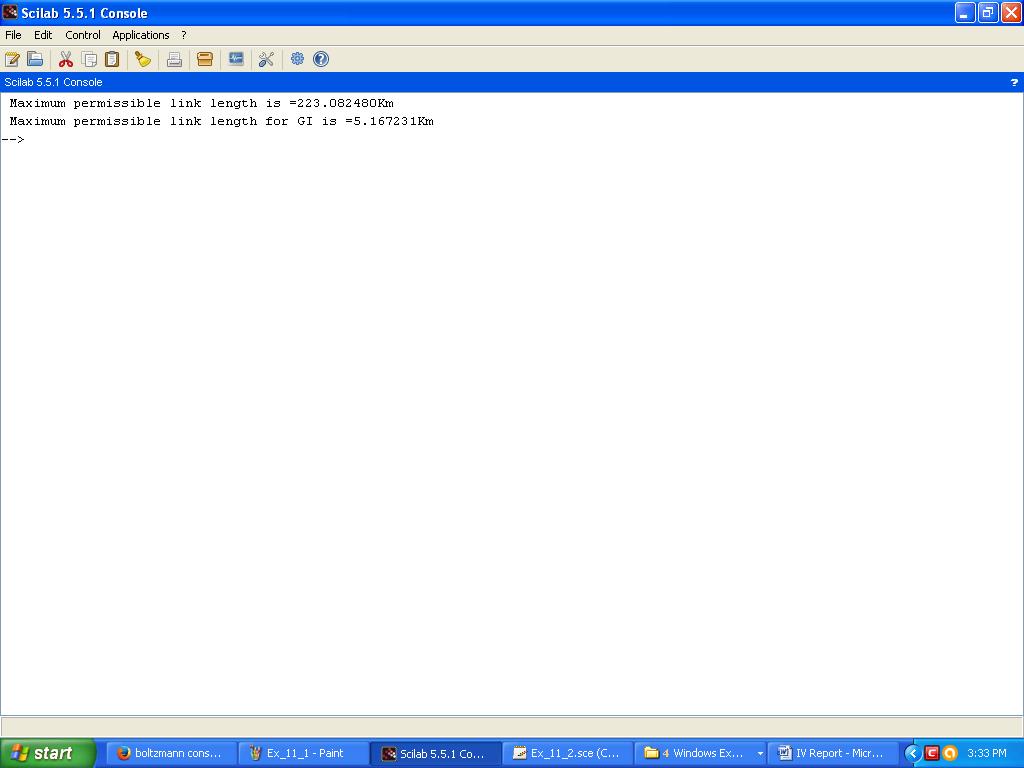 Scilab 5.5.1 Console
File Edit Control Applications ?
Scilab 5.5.1 Console ?
Maximum permissible link length is =223.082480Km
Maximum permissible link length for GI is =5.167231Km
-->
start boltzmann cons... Ex_11_1 - Paint Scilab 5.5.1 Co... Ex_11_2.sce (C... 4 Windows Ex... IV Report - Micr... 3:33 PM